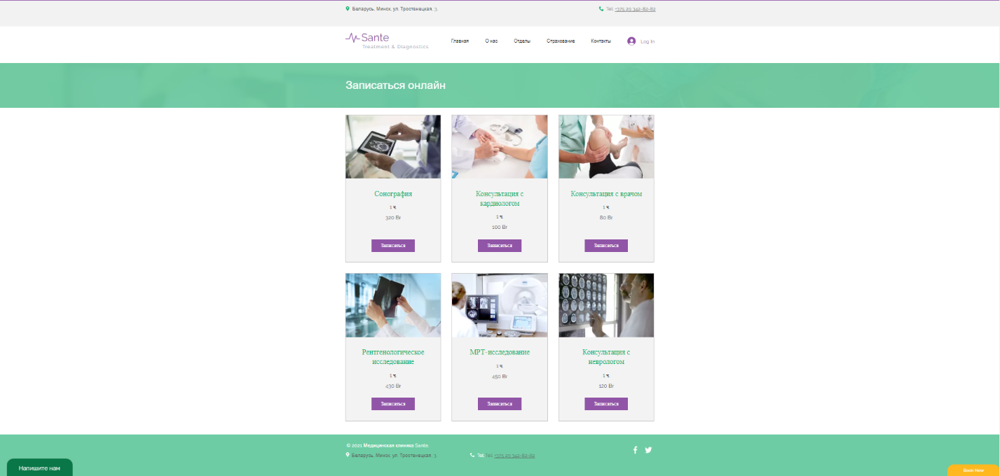 Беларусь, Минск, ул. Тростенецкая, 3.
Tel: +375 29 342-82-82
Sante
Treatment & Diagnostics
Главная О нас Отделы Страхование Контакты Log In
Записаться онлайн
Сонография
1 ч.
320 Br
Записаться
Консультация с
кардиологом
1 ч.
100 Br
Записаться
Консультация с врачом
1 ч.
80 Br
Записаться
Рентгенологическое
исследование
1 ч.
430 Br
Записаться
МРТ-исследование
1 ч.
450 Br
Записаться
Консультация с
неврологом
1 ч.
120 Br
Записаться
© 2021 Медицинская клиника Sante.
Беларусь, Минск, ул. Тростенецкая, 3.
Tel: Tel: +375 29 342-82-82
Напишите нам
Book Now